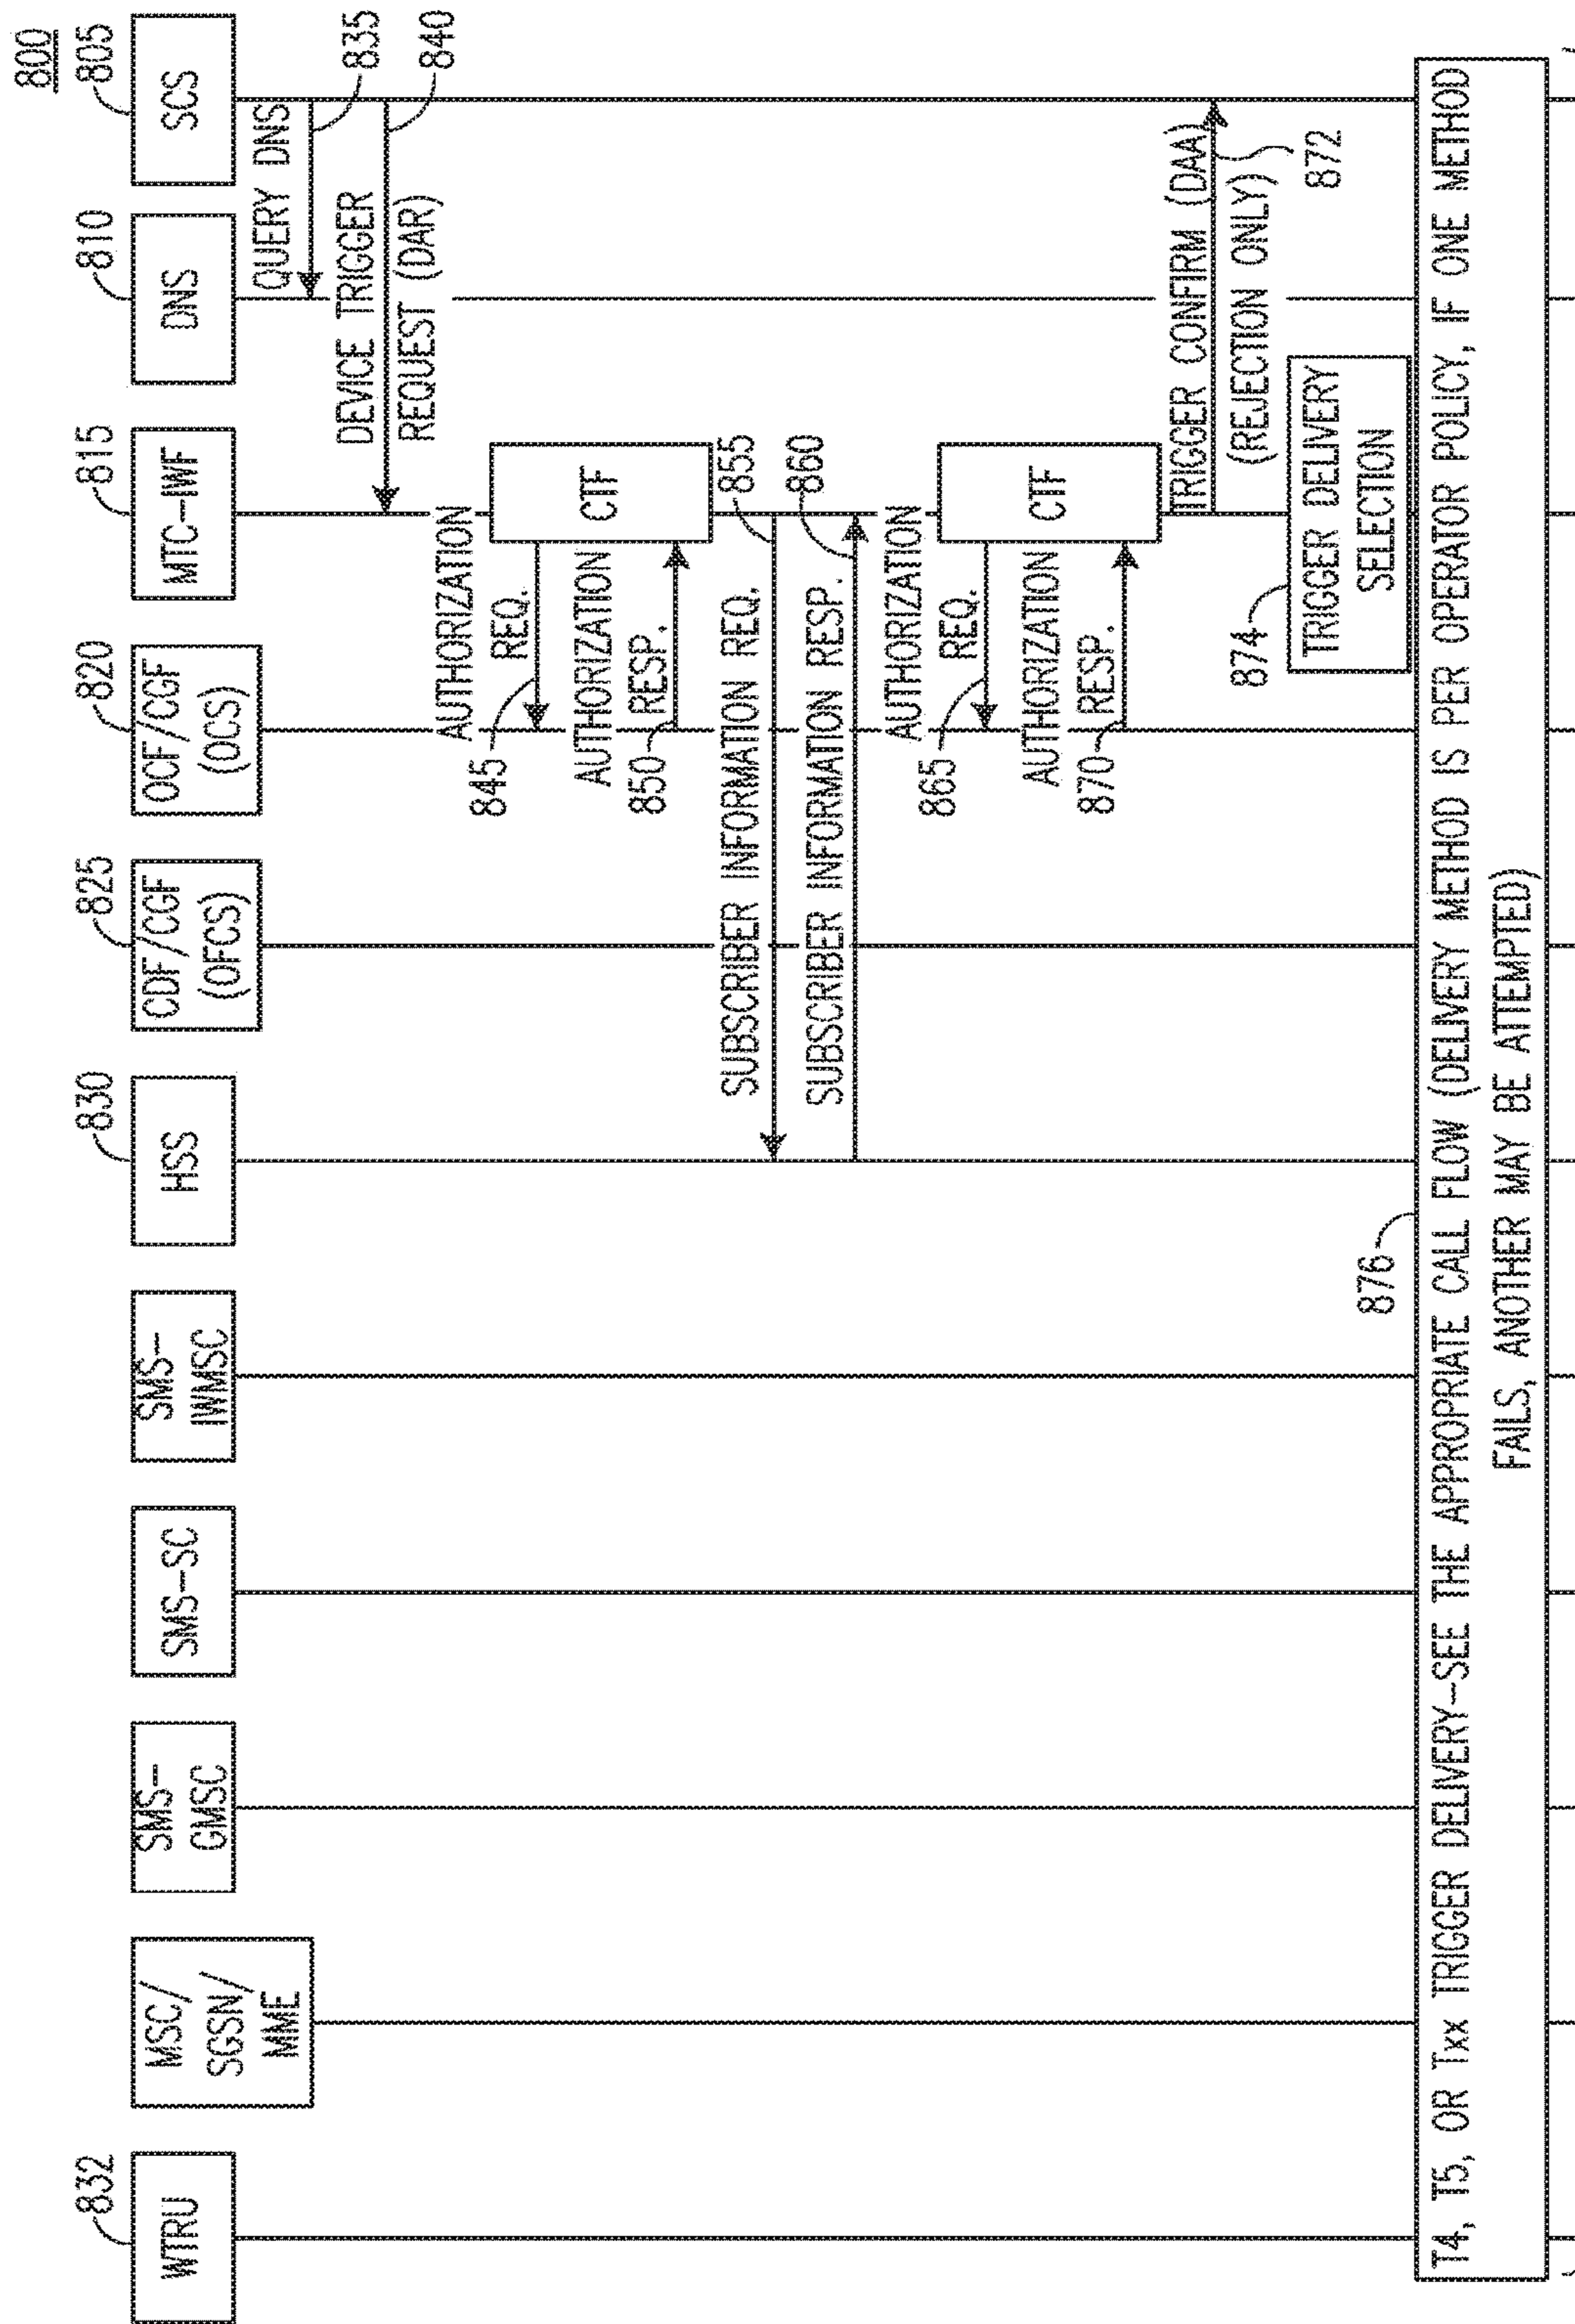 800
832
WTRU
MSC/
SGSN/
MME
SMS-
GMSC
SMS-SC
SMS-
IWMSC
830
HSS
825
CDF/CGF
(OFCS)
820
OCF/CGF
(OCS)
815
MTC-IWF
810
DNS
805
SCS
QUERY DNS
835
DEVICE TRIGGER
REQUEST (DAR)
840
AUTHORIZATION
REQ.
845
CTF
AUTHORIZATION
RESP.
850
SUBSCRIBER INFORMATION REQ.
855
SUBSCRIBER INFORMATION RESP.
860
AUTHORIZATION
REQ.
865
CTF
AUTHORIZATION
RESP.
870
TRIGGER CONFIRM (DAA)
(REJECTION ONLY)
872
874
TRIGGER DELIVERY
SELECTION
876
T4, T5, OR Txx TRIGGER DELIVERY-SEE THE APPROPRIATE CALL FLOW (DELIVERY METHOD IS PER OPERATOR POLICY, IF ONE METHOD
FAILS, ANOTHER MAY BE ATTEMPTED)